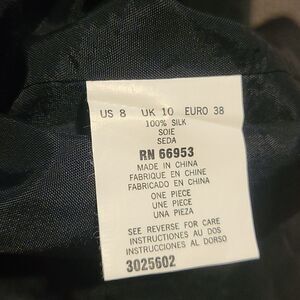 US 8 UK 10 EURO 38
100% SILK
SOIE
SEDA
RN 66953
MADE IN CHINA
FABRIQUE EN CHINE
FABRICADO EN CHINA
ONE PIECE
UNE PIECE
UNA PIEZA
SEE REVERSE FOR CARE
INSTRUCTIONS AU DOS
INSTRUCCIONES AL DORSO
3025602